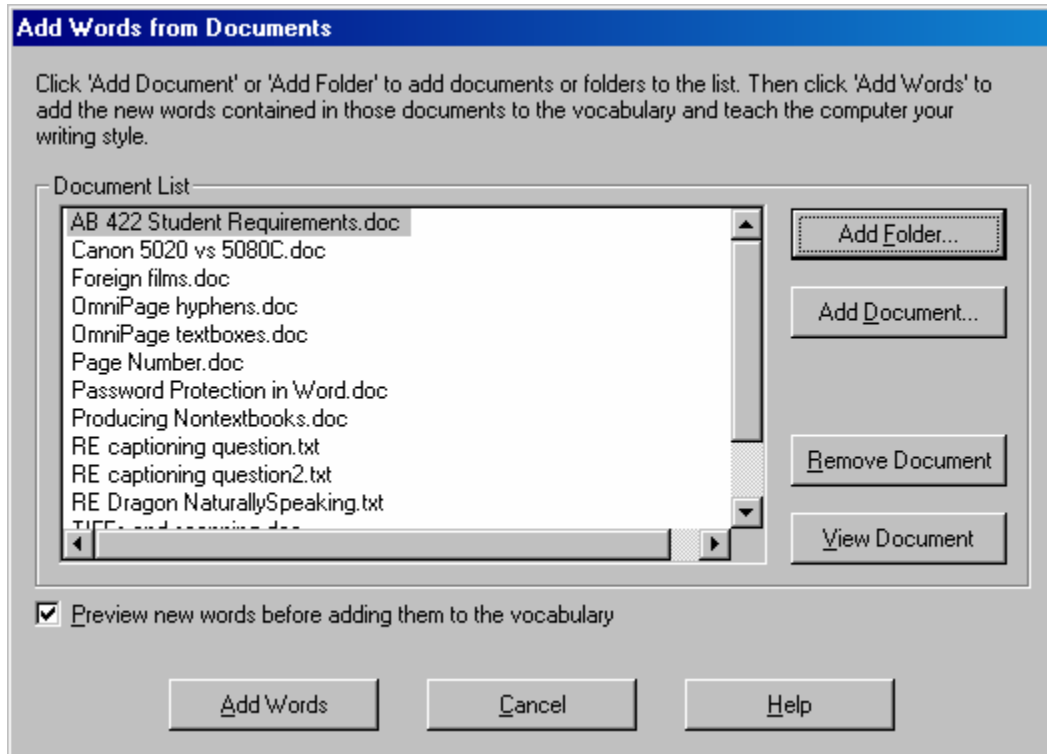 Add Words from Documents
Click 'Add Document' or 'Add Folder' to add documents or folders to the list. Then click 'Add Words' to
add the new words contained in those documents to the vocabulary and teach the computer your
writing style.
Document List
AB 422 Student Requirements.doc
Canon 5020 vs 5080C.doc
Foreign films.doc
OmniPage hyphens.doc
OmniPage textboxes.doc
Page Number.doc
Password Protection in Word.doc
Producing Nontextbooks.doc
RE captioning question.txt
RE captioning question2.txt
RE Dragon NaturallySpeaking.txt
Add Folder...
Add Document...
Remove Document
View Document
Preview new words before adding them to the vocabulary
Add Words
Cancel
Help